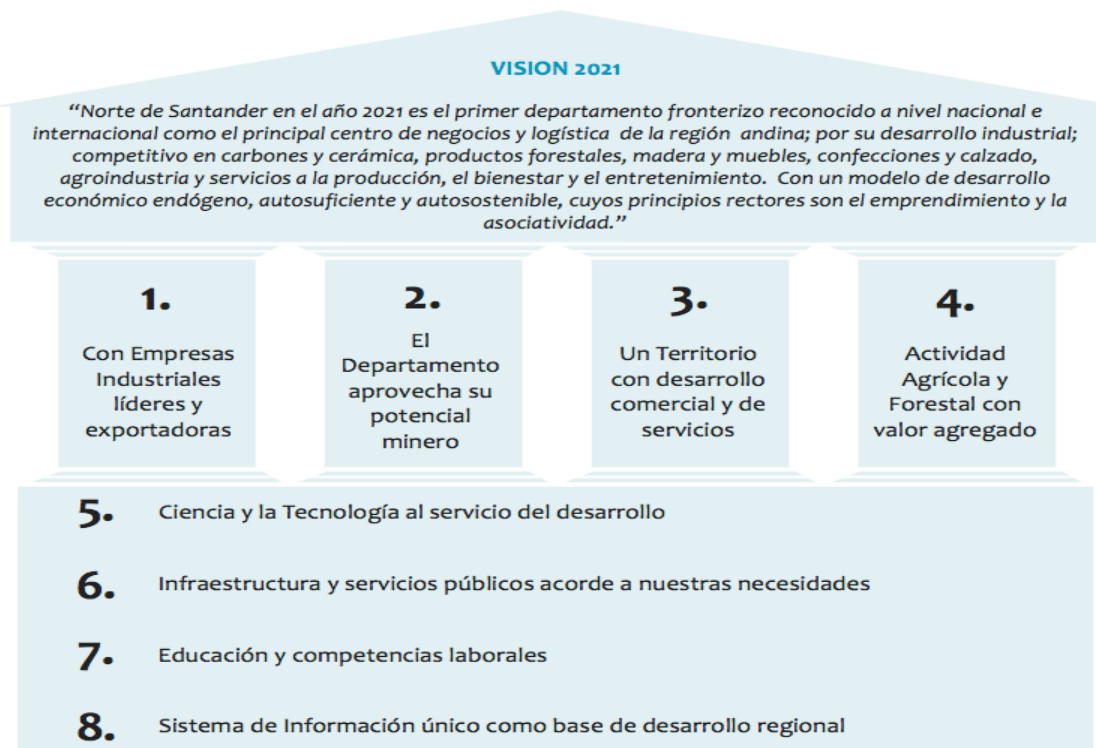 VISION 2021
“Norte de Santander en el año 2021 es el primer departamento fronterizo reconocido a nivel nacional e
internacional como el principal centro de negocios y logística de la región andina; por su desarrollo industrial;
competitivo en carbones y cerámica, productos forestales, madera y muebles, confecciones y calzado,
agroindustria y servicios a la producción, el bienestar y el entretenimiento. Con un modelo de desarrollo
económico endógeno, autosuficiente y autosostenible, cuyos principios rectores son el emprendimiento y la
asociatividad.”
1.
Con Empresas
Industriales
líderes y
exportadoras
2.
El
Departamento
aprovecha su
potencial
minero
3.
Un Territorio
con desarrollo
comercial y de
servicios
4.
Actividad
Agrícola y
Forestal con
valor agregado
5. Ciencia y la Tecnología al servicio del desarrollo
6. Infraestructura y servicios públicos acorde a nuestras necesidades
7. Educación y competencias laborales
8. Sistema de Información único como base de desarrollo regional